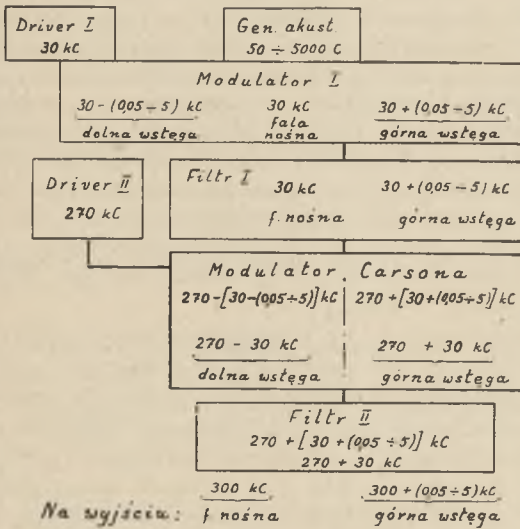 Driver I
30 kC
Gen. akust.
50 ÷ 5000 C
Modulator I
30 - (0,05 ÷ 5) kC
dolna wstęga
30 kC
fala
nośna
30 + (0,05 ÷ 5) kC
górna wstęga
Driver II
270 kC
Filtr I
30 kC
f. nośna
30 + (0,05 ÷ 5) kC
górna wstęga
Modulator Carsona
270-[30-(0,05÷5)] kC
270+[30+(0,05÷5)] kC
270 - 30 kC
dolna wstęga
270 + 30 kC
górna wstęga
Filtr II
270 + [30 + (0,05 ÷ 5)] kC
270 + 30 kC
Na wyjściu:
300 kC
f nośna
300 + (0,05 ÷ 5) kC
górna wstęga